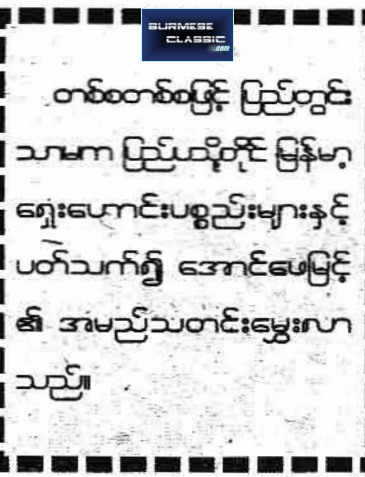 BURMESE
CLASSIC
.com
တစ်စတစ်စဖြင့် ပြည်တွင်း
သာမက ပြည်ပသို့တိုင် မြန်မာ့
ရှေးဟောင်းပစ္စည်းများနှင့်
ပတ်သက်၍ အောင်ဖေမြင့်
၏ အမည်သတင်းမွှေးလာ
သည်။